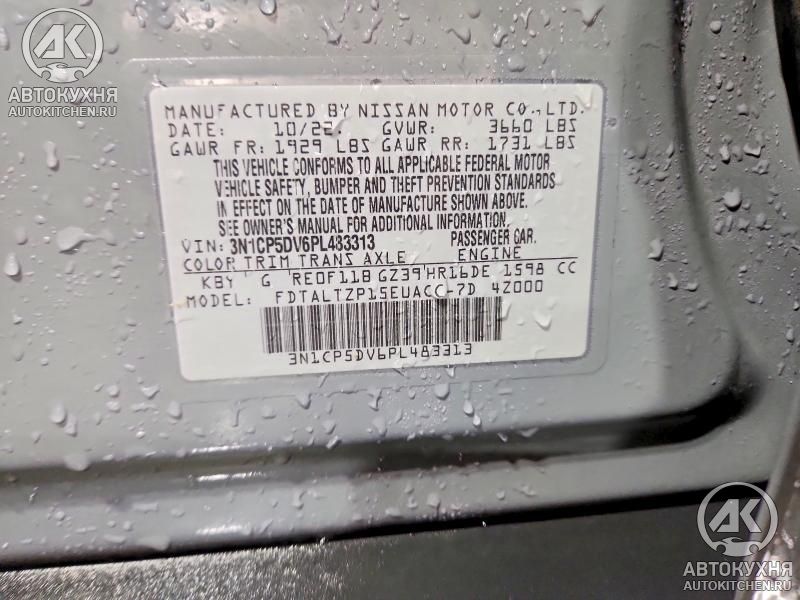 АК
АВТОКУХНЯ
AUTOKITCHEN.RU
MANUFACTURED BY NISSAN MOTOR CO.,LTD.
DATE: 10/22. GVWR: 3660 LBS
GAWR FR: 1929 LBS GAWR RR: 1731 LBS
THIS VEHICLE CONFORMS TO ALL APPLICABLE FEDERAL MOTOR
VEHICLE SAFETY, BUMPER AND THEFT PREVENTION STANDARDS
IN EFFECT ON THE DATE OF MANUFACTURE SHOWN ABOVE.
SEE OWNER'S MANUAL FOR ADDITIONAL INFORMATION.
VIN: 3N1CP5DV6PL483313 PASSENGER CAR
COLOR TRIM TRANS AXLE ENGINE
KBY G RE0F11B GZ39 HR16DE 1598 CC
MODEL: FDTALTZP15EUACC-7D 4Z000
3N1CP5DV6PL483313
АК
АВТОКУХНЯ
AUTOKITCHEN.RU